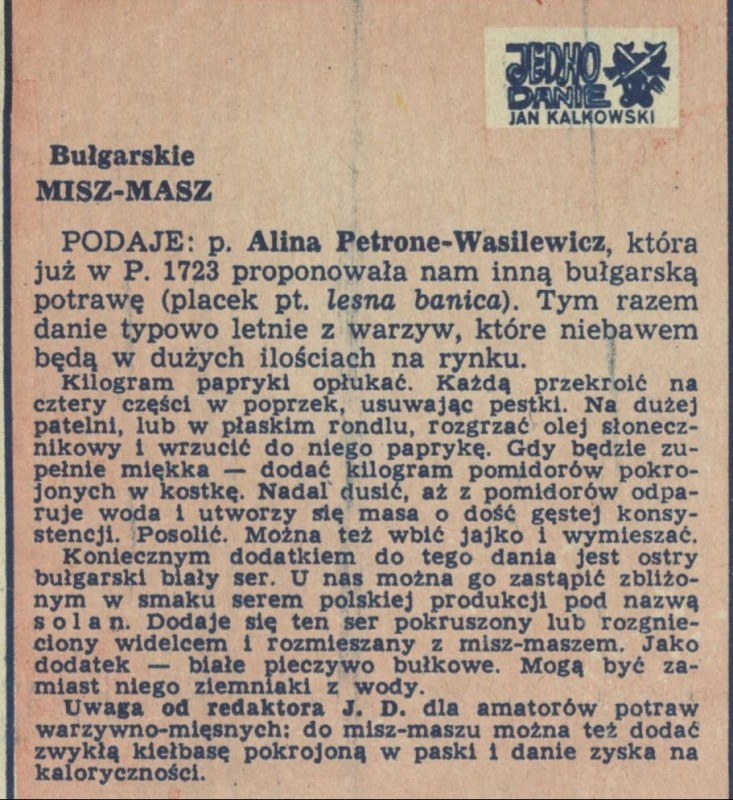 JEDNO
DANIE
JAN KALKOWSKI
Bułgarskie
MISZ-MASZ
PODAJE: p. Alina Petrone-Wasilewicz, która
już w P. 1723 proponowała nam inną bułgarską
potrawę (placek pt. lesna banica). Tym razem
danie typowo letnie z warzyw, które niebawem
będą w dużych ilościach na rynku.
Kilogram papryki opłukać. Każdą przekroić na
cztery części w poprzek, usuwając pestki. Na dużej
patelni, lub w płaskim rondlu, rozgrzać olej słonecz-
nikowy i wrzucić do niego paprykę. Gdy będzie zu-
pełnie miękka — dodać kilogram pomidorów pokro-
jonych w kostkę. Nadal dusić, aż z pomidorów odpa-
ruje woda i utworzy się masa o dość gęstej konsy-
stencji. Posolić. Można też wbić jajko i wymieszać.
Koniecznym dodatkiem do tego dania jest ostry
bułgarski biały ser. U nas można go zastąpić zbliżo-
nym w smaku serem polskiej produkcji pod nazwą
solan. Dodaje się ten ser pokruszony lub rozgnie-
ciony widelcem i rozmieszany z misz-maszem. Jako
dodatek — białe pieczywo bułkowe. Mogą być za-
miast niego ziemniaki z wody.
Uwaga od redaktora J. D. dla amatorów potraw
warzywno-mięsnych: do misz-maszu można też dodać
zwykłą kiełbasę pokrojoną w paski i danie zyska na
kaloryczności.